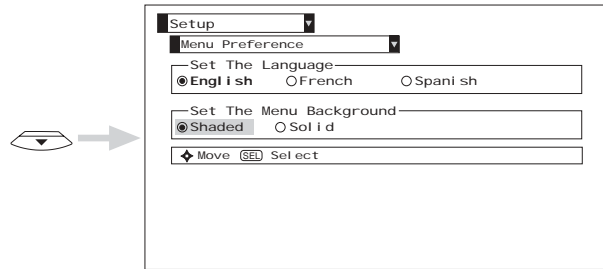 Setup
Menu Preference
Set The Language
English French Spanish
Set The Menu Background
Shaded Solid
Move SEL Select